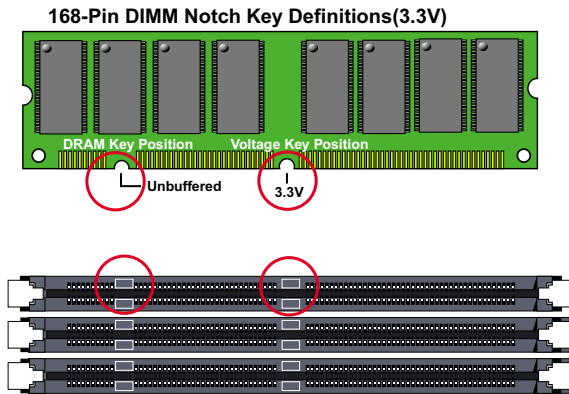 168-Pin DIMM Notch Key Definitions(3.3V)
DRAM Key Position
Voltage Key Position
Unbuffered
3.3V